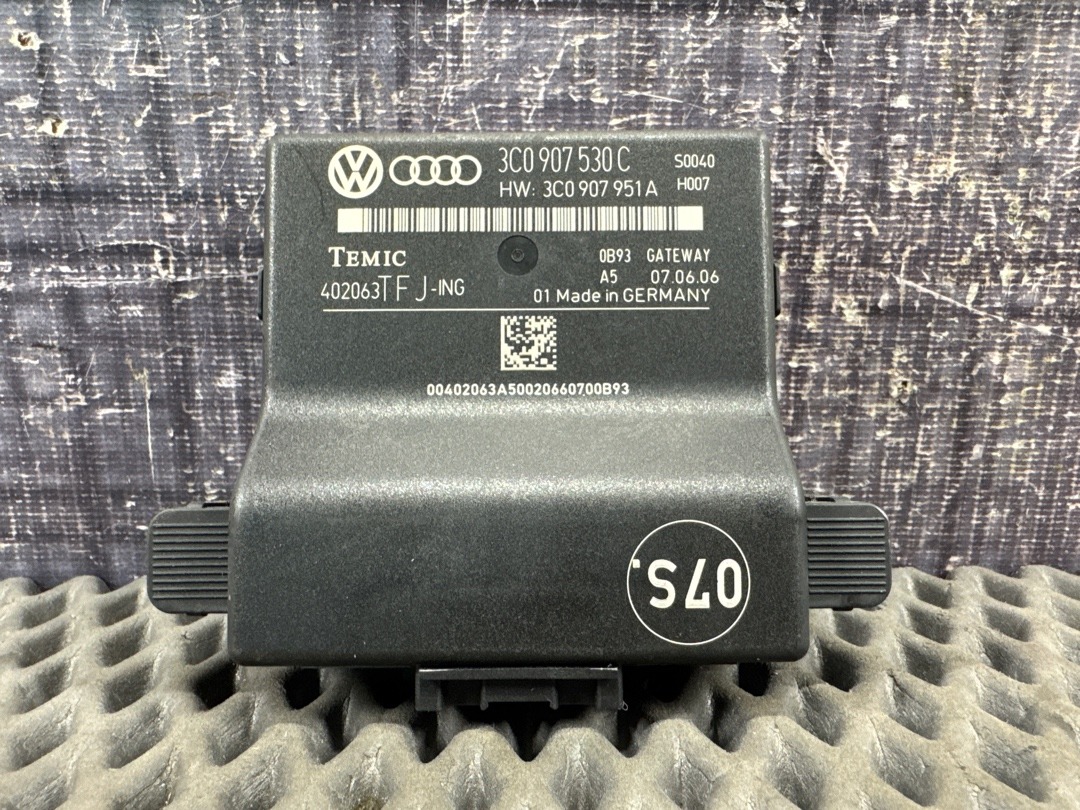 VW 3C0 907 530 C S0040
HW: 3C0 907 951 A H007
TEMIC 0B93 GATEWAY
A5 07.06.06
402063TFJ-ING 01 Made in GERMANY
00402063A50020660700B93
07S.